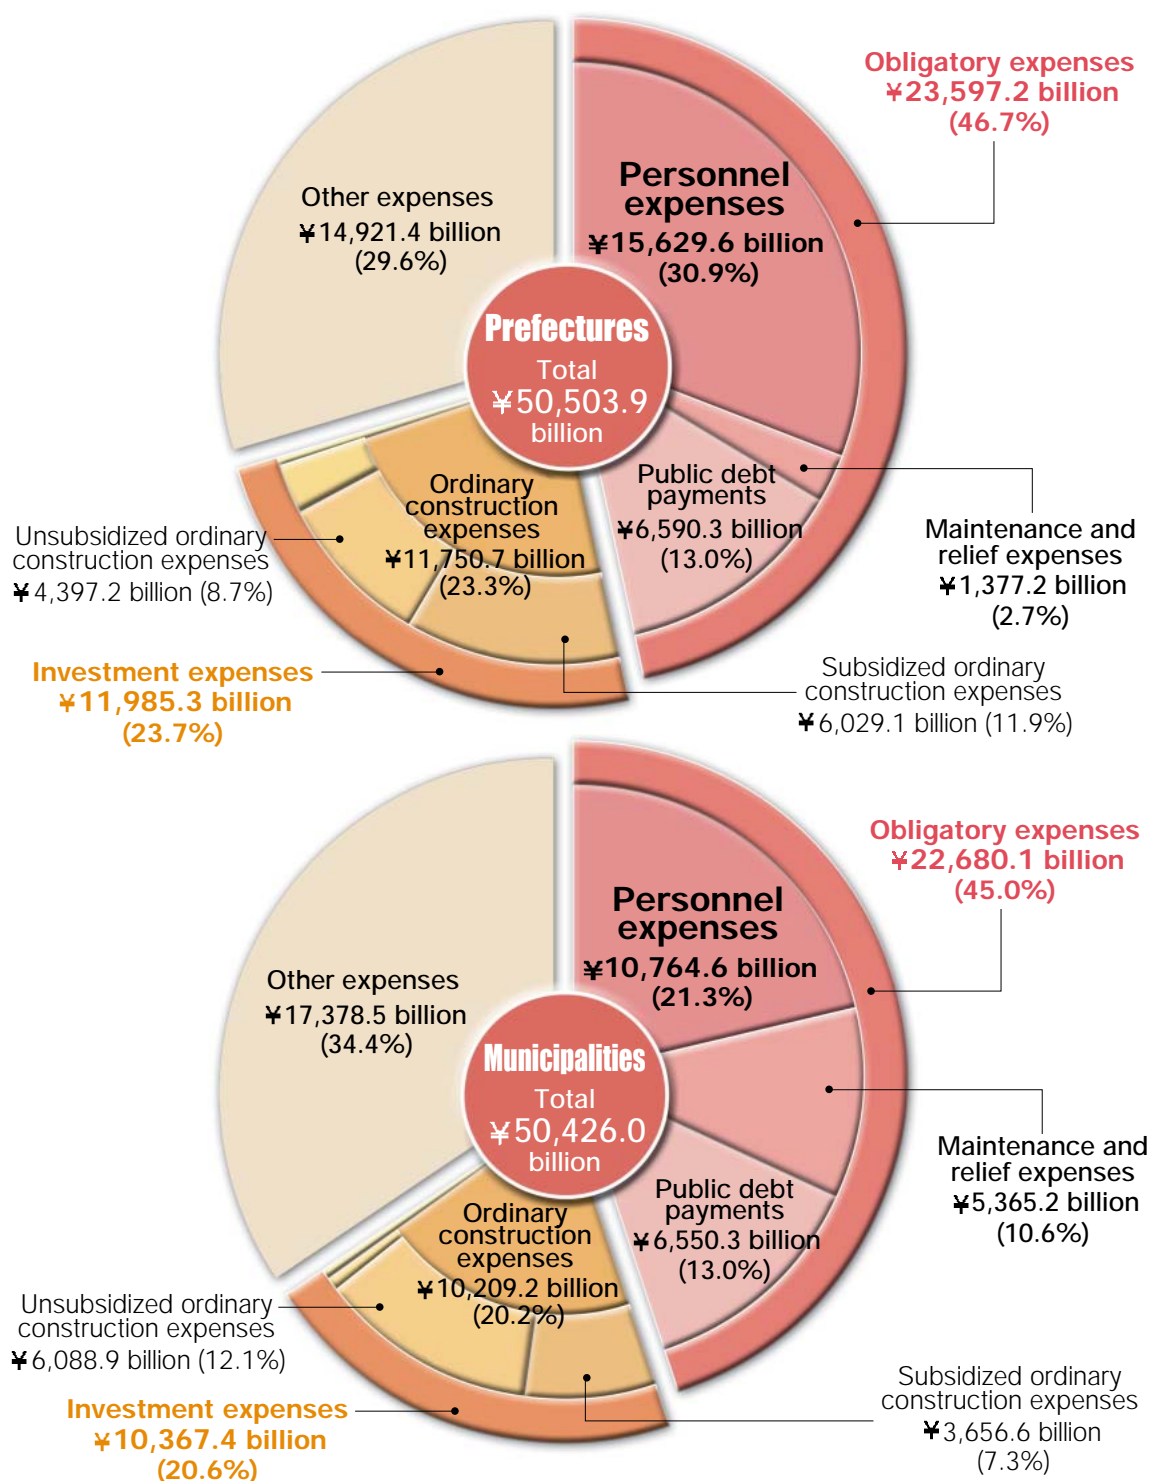 Obligatory expenses
¥23,597.2 billion
(46.7%)
Personnel
expenses
¥15,629.6 billion
(30.9%)
Other expenses
¥14,921.4 billion
(29.6%)
Prefectures
Total
¥50,503.9
billion
Public debt
payments
¥6,590.3 billion
(13.0%)
Ordinary
construction
expenses
¥11,750.7 billion
(23.3%)
Maintenance and
relief expenses
¥1,377.2 billion
(2.7%)
Unsubsidized ordinary
construction expenses
¥4,397.2 billion (8.7%)
Investment expenses
¥11,985.3 billion
(23.7%)
Subsidized ordinary
construction expenses
¥6,029.1 billion (11.9%)
Obligatory expenses
¥22,680.1 billion
(45.0%)
Personnel
expenses
¥10,764.6 billion
(21.3%)
Other expenses
¥17,378.5 billion
(34.4%)
Municipalities
Total
¥50,426.0
billion
Maintenance and
relief expenses
¥5,365.2 billion
(10.6%)
Public debt
payments
¥6,550.3 billion
(13.0%)
Ordinary
construction
expenses
¥10,209.2 billion
(20.2%)
Unsubsidized ordinary
construction expenses
¥6,088.9 billion (12.1%)
Investment expenses
¥10,367.4 billion
(20.6%)
Subsidized ordinary
construction expenses
¥3,656.6 billion
(7.3%)